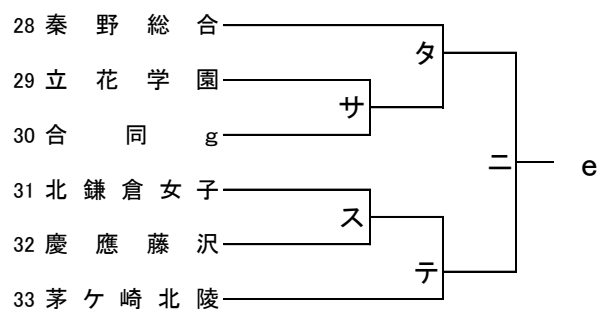 28 秦野総合
タ
29 立花学園
サ
30 合同g
ニ e
31 北鎌倉女子
ス
32 慶應藤沢
テ
33 茅ケ崎北陵